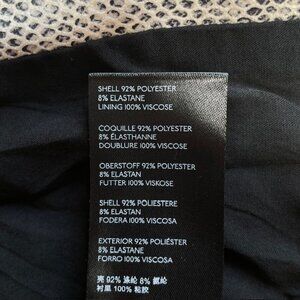 SHELL 92% POLYESTER
8% ELASTANE
LINING 100% VISCOSE
COQUILLE 92% POLYESTER
8% ÉLASTHANNE
DOUBLURE 100% VISCOSE
OBERSTOFF 92% POLYESTER
8% ELASTAN
FUTTER 100% VISKOSE
SHELL 92% POLIESTERE
8% ELASTAN
FODERA 100% VISCOSA
EXTERIOR 92% POLIÉSTER
8% ELASTAN
FORRO 100% VISCOSA
92% 涤纶 8% 氨纶
衬里 100% 粘胶